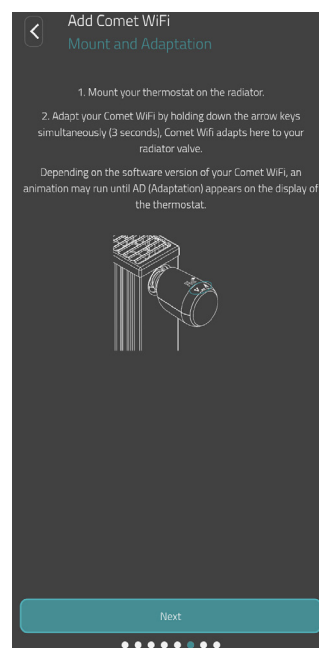 Add Comet WiFi
Mount and Adaptation
1. Mount your thermostat on the radiator.
2. Adapt your Comet WiFi by holding down the arrow keys
simultaneously (3 seconds), Comet Wifi adapts here to your
radiator valve.
Depending on the software version of your Comet WiFi, an
animation may run until AD (Adaptation) appears on the display of
the thermostat.
Next